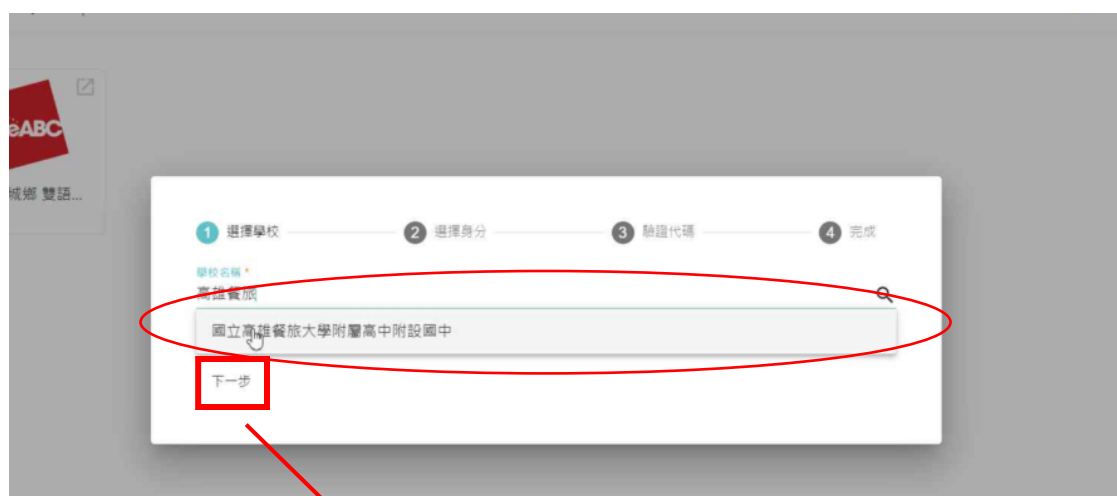 èABC
城鄉 雙語...
1 選擇學校
2 選擇身分
3 驗證代碼
4 完成
學校名稱 *
高雄餐旅
國立高雄餐旅大學附屬高中附設國中
下一步